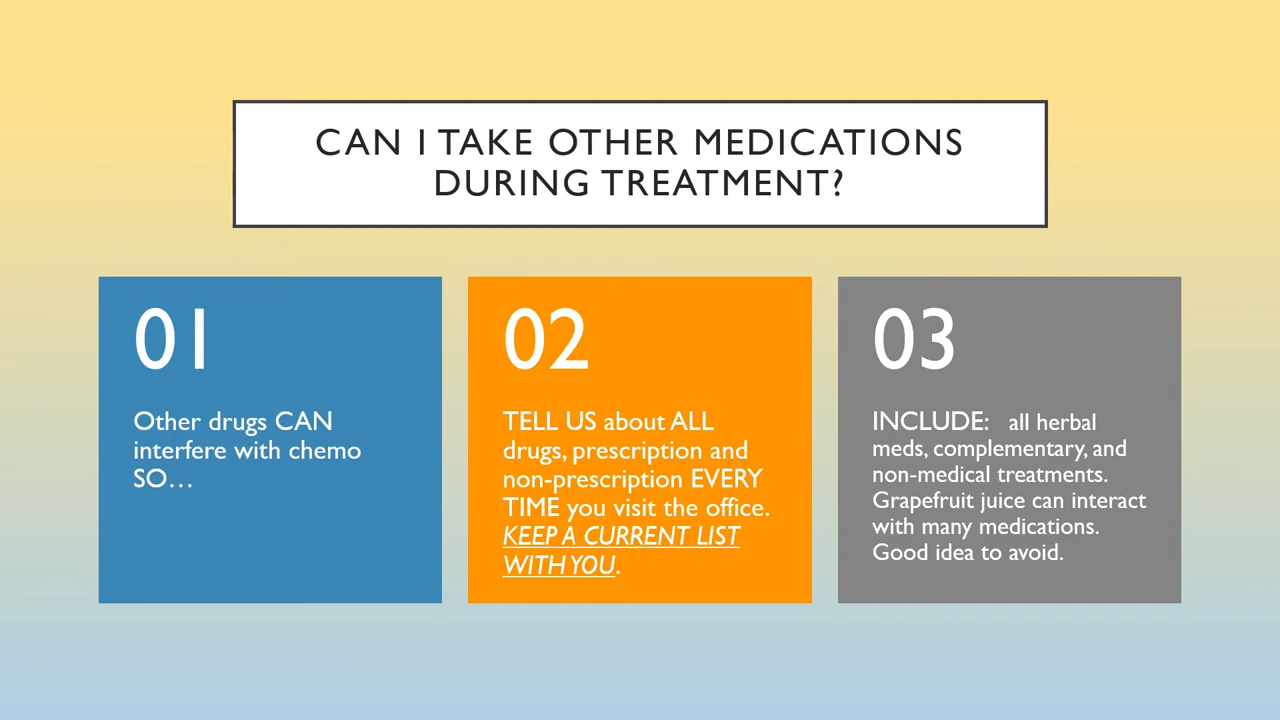 CAN I TAKE OTHER MEDICATIONS
DURING TREATMENT?
01
Other drugs CAN
interfere with chemo
SO…
02
TELL US about ALL
drugs, prescription and
non-prescription EVERY
TIME you visit the office.
KEEP A CURRENT LIST
WITH YOU.
03
INCLUDE: all herbal
meds, complementary, and
non-medical treatments.
Grapefruit juice can interact
with many medications.
Good idea to avoid.